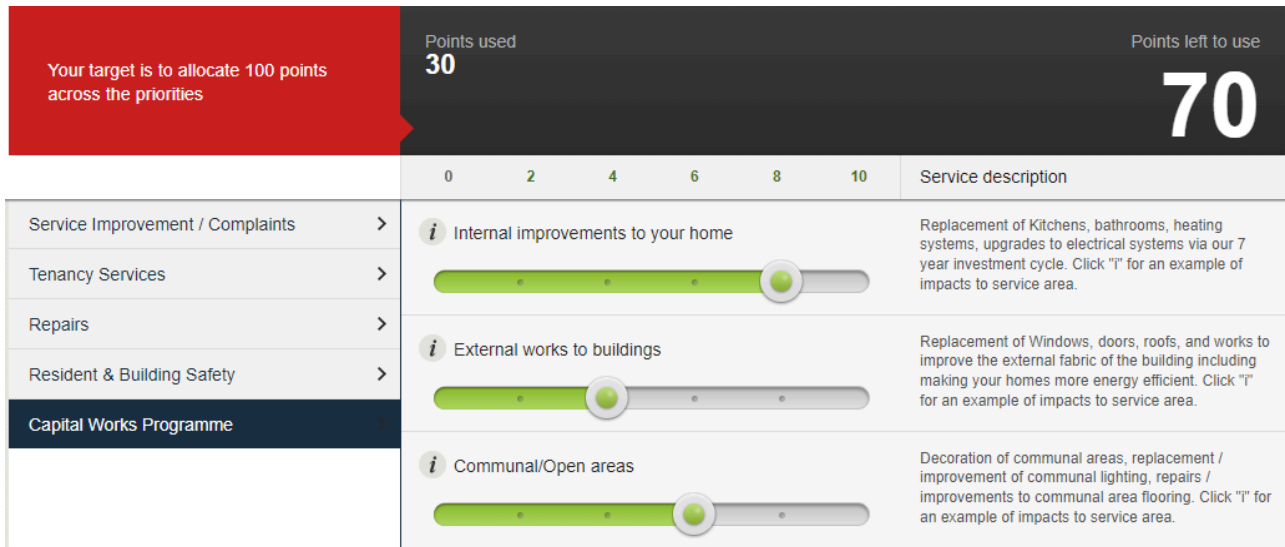 Your target is to allocate 100 points
across the priorities
Points used
30
Points left to use
70
0 2 4 6 8 10 Service description
Service Improvement / Complaints
Tenancy Services
Repairs
Resident & Building Safety
Capital Works Programme
i Internal improvements to your home
Replacement of Kitchens, bathrooms, heating
systems, upgrades to electrical systems via our 7
year investment cycle. Click "i" for an example of
impacts to service area.
i External works to buildings
Replacement of Windows, doors, roofs, and works to
improve the external fabric of the building including
making your homes more energy efficient. Click "i"
for an example of impacts to service area.
i Communal/Open areas
Decoration of communal areas, replacement /
improvement of communal lighting, repairs /
improvements to communal area flooring. Click "i" for
an example of impacts to service area.